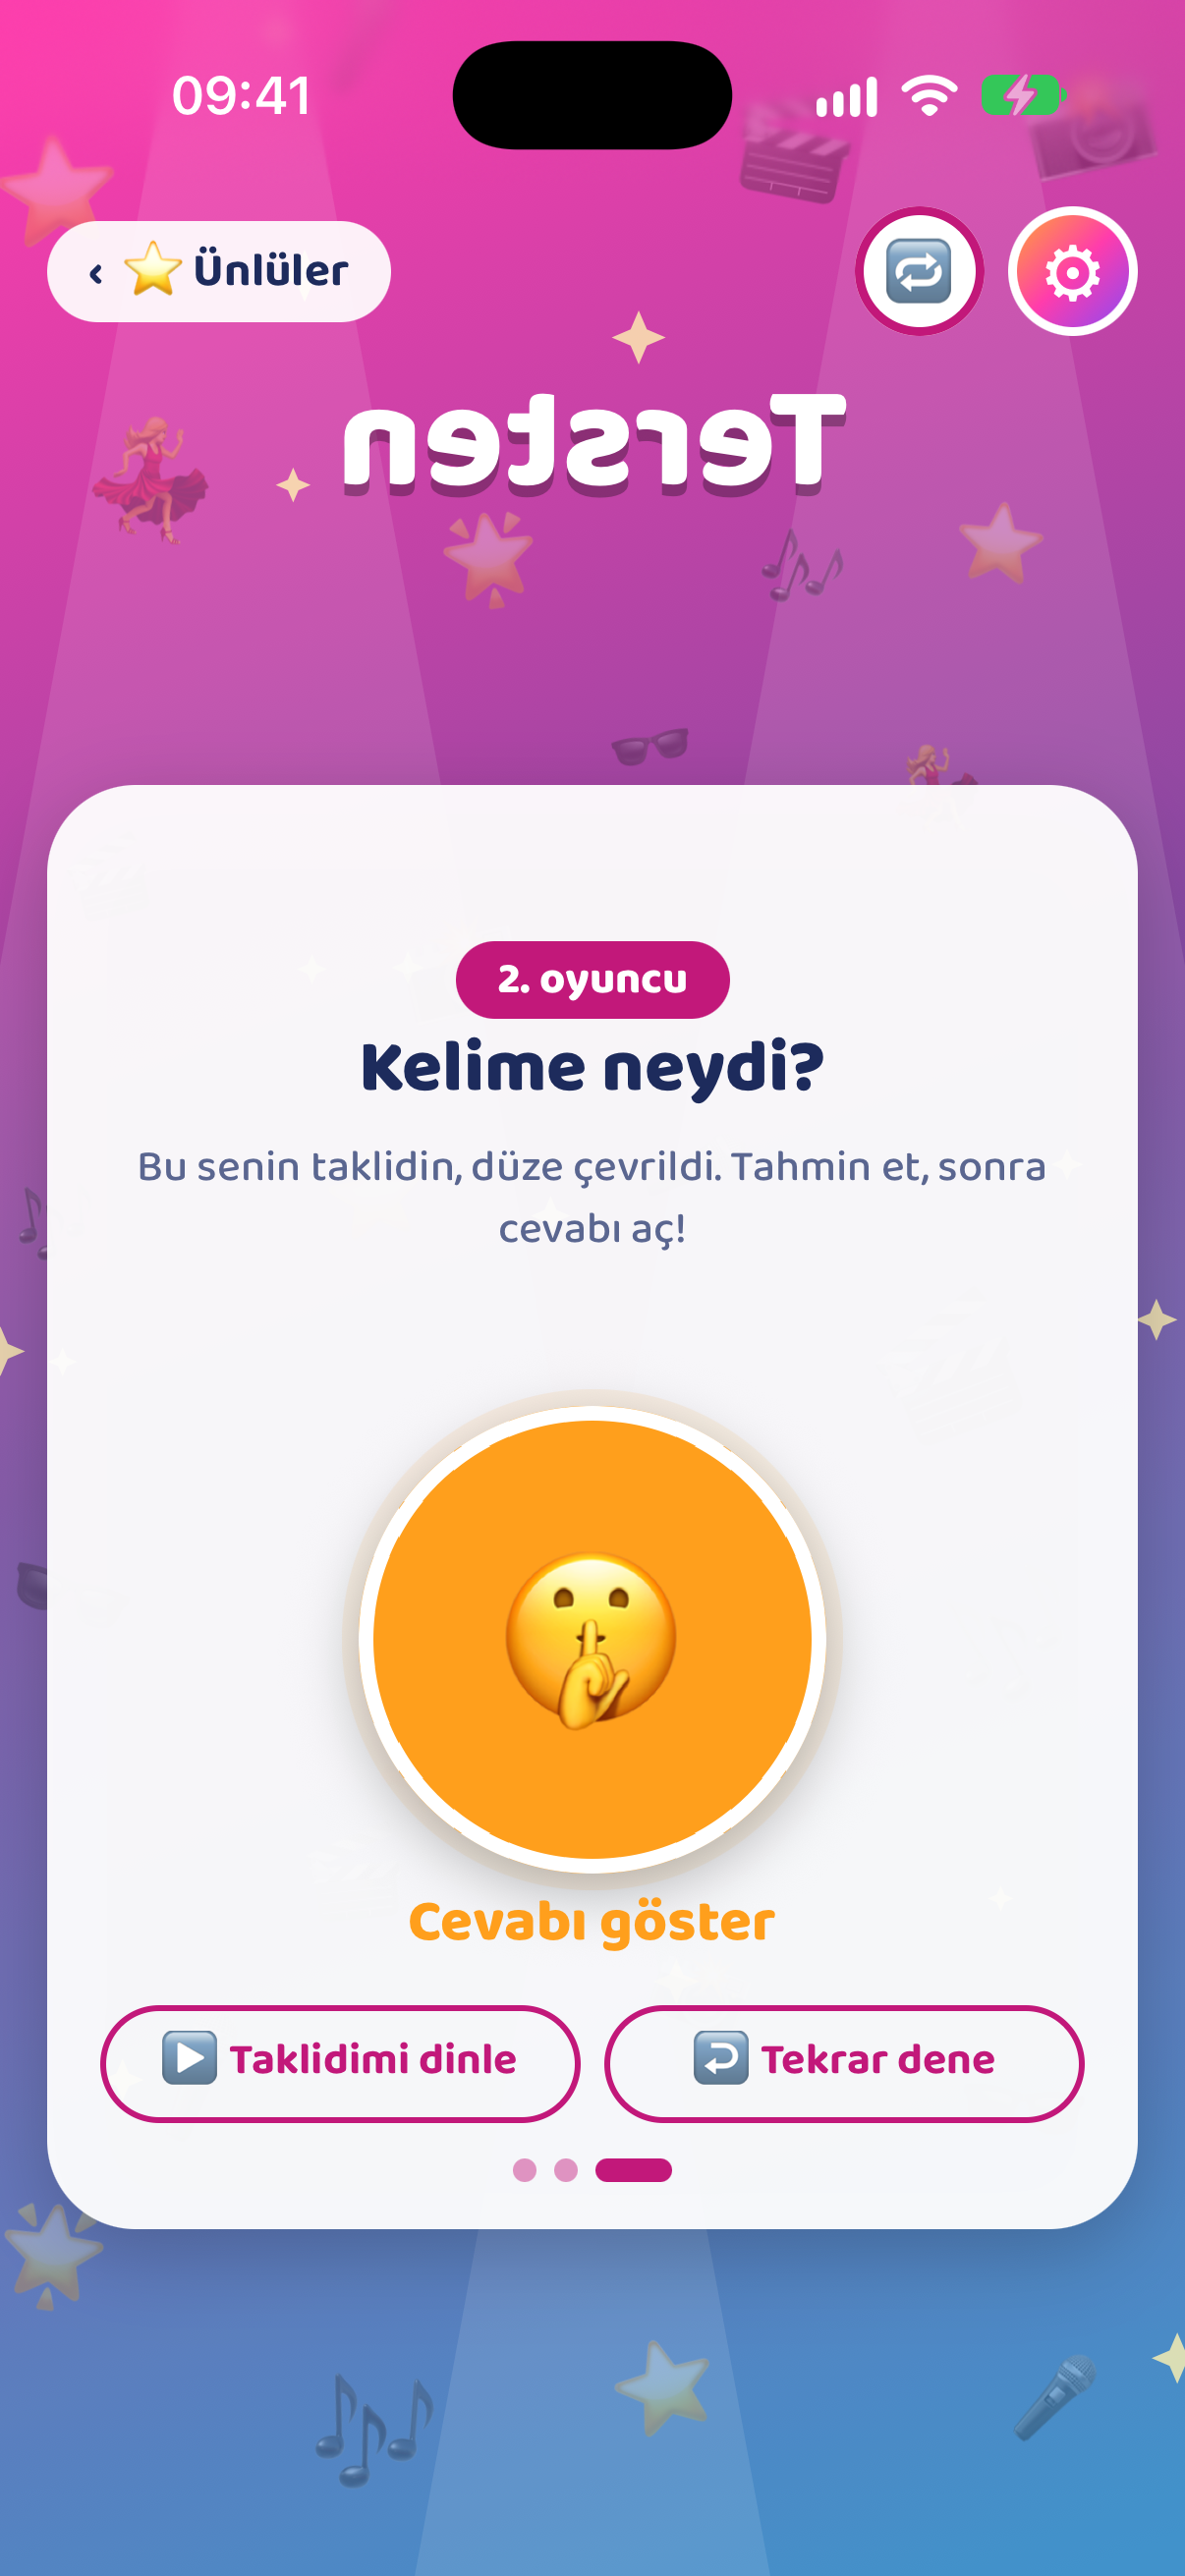 09:41
‹ ⭐ Ünlüler
Tersten
2. oyuncu
Kelime neydi?
Bu senin taklidin, düze çevrildi. Tahmin et, sonra
cevabı aç!
Cevabı göster
Taklidimi dinle
Tekrar dene